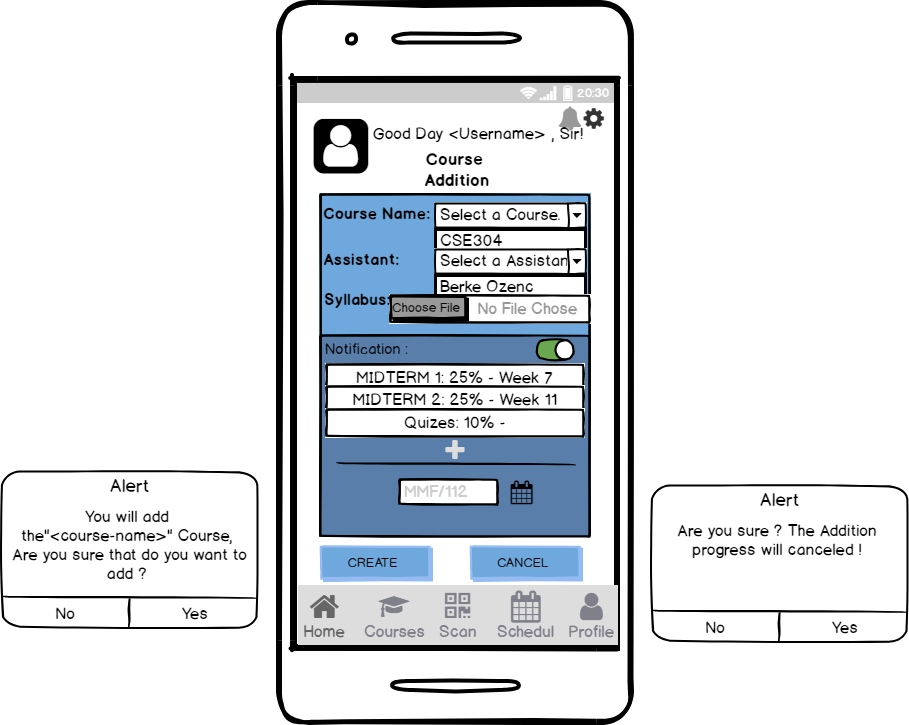 20:30
Good Day <Username> , Sir!
Course
Addition
Course Name:
Select a Course.
CSE304
Assistant:
Select a Assistan
Berke Ozenc
Syllabus:
Choose File
No File Chose
Notification :
MIDTERM 1: 25% - Week 7
MIDTERM 2: 25% - Week 11
Quizes: 10% -
MMF/112
CREATE
CANCEL
Home
Courses
Scan
Schedul
Profile
Alert
You will add
the"<course-name>" Course,
Are you sure that do you want to
add ?
No
Yes
Alert
Are you sure ? The Addition
progress will canceled !
No
Yes